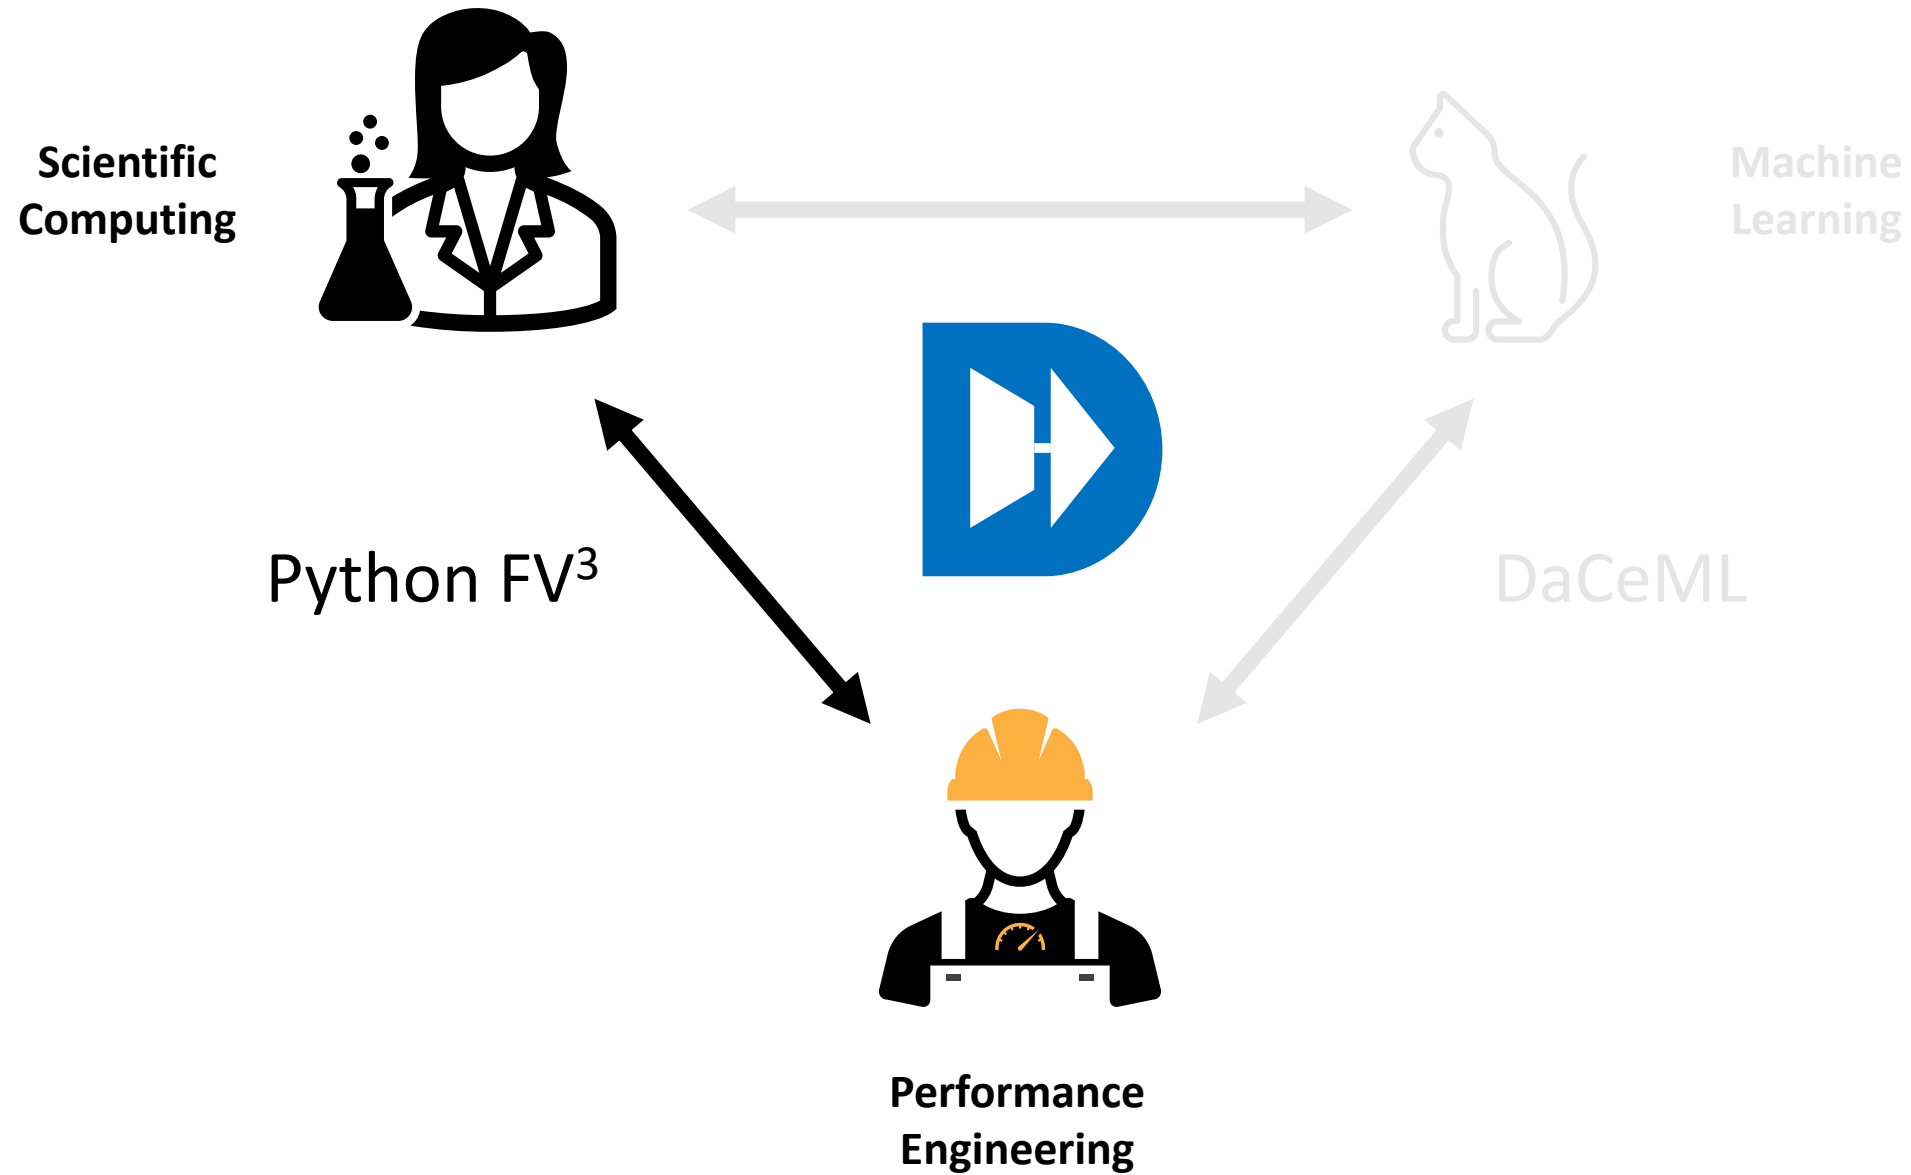 Scientific
Computing
Machine
Learning
Python FV³
DaCeML
Performance
Engineering